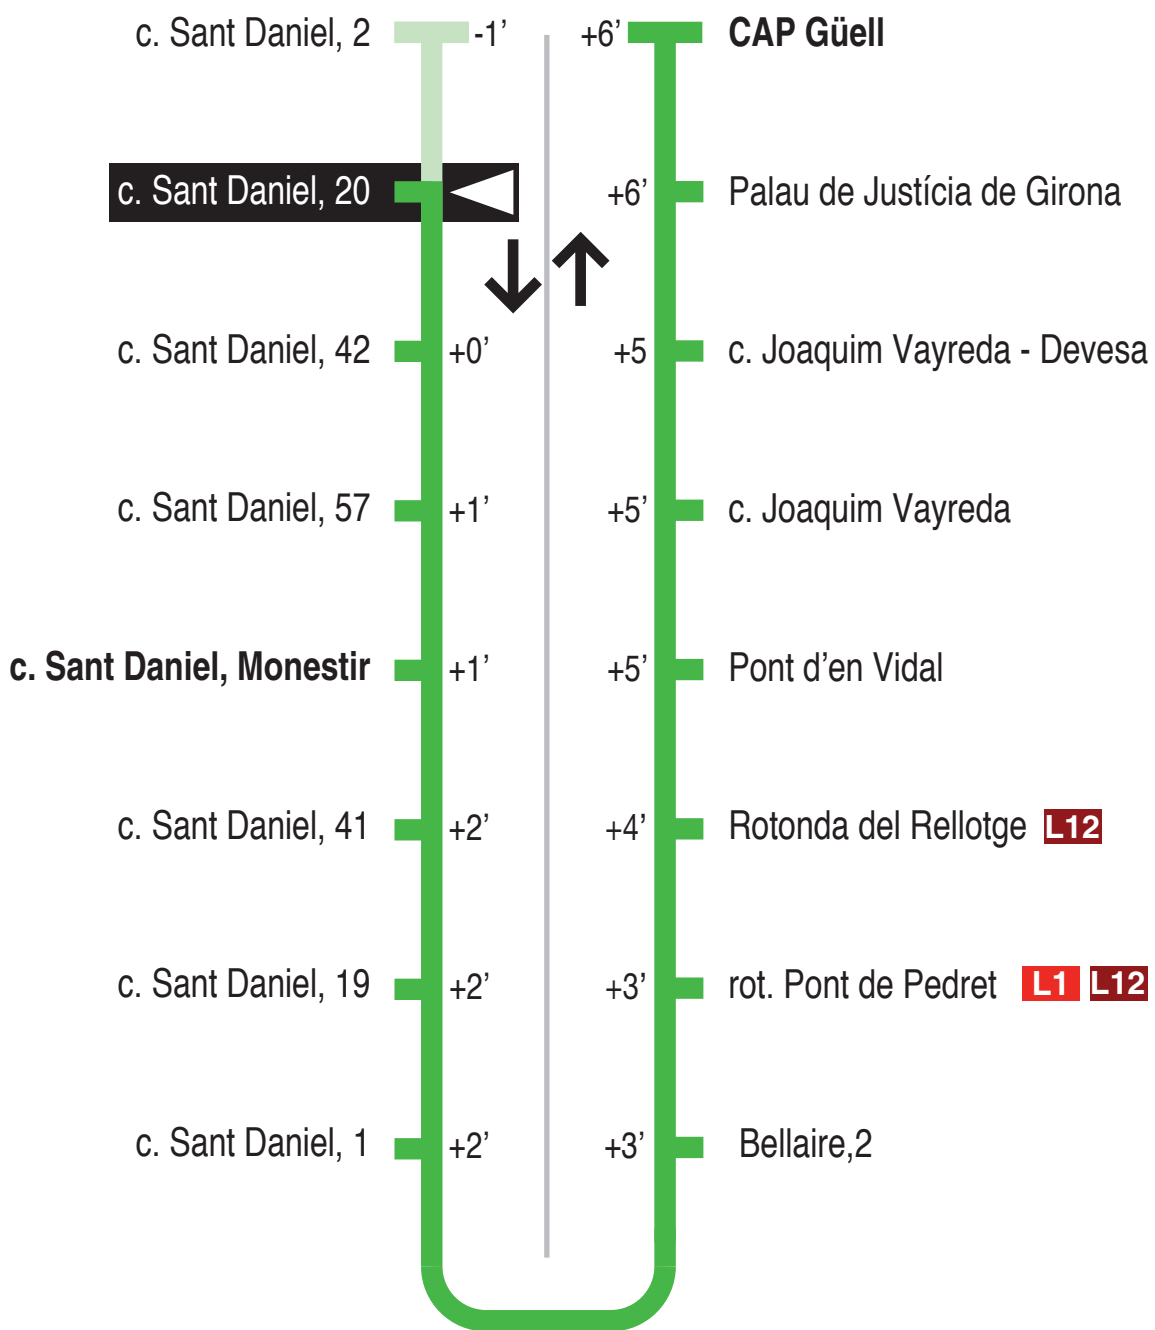 c. Sant Daniel, 2 -1’
c. Sant Daniel, 20
c. Sant Daniel, 42 +0’
c. Sant Daniel, 57 +1’
c. Sant Daniel, Monestir +1’
c. Sant Daniel, 41 +2’
c. Sant Daniel, 19 +2’
c. Sant Daniel, 1 +2’
+6’ CAP Güell
+6’ Palau de Justícia de Girona
+5 c. Joaquim Vayreda - Devesa
+5’ c. Joaquim Vayreda
+5’ Pont d’en Vidal
+4’ Rotonda del Rellotge L12
+3’ rot. Pont de Pedret L1 L12
+3’ Bellaire,2